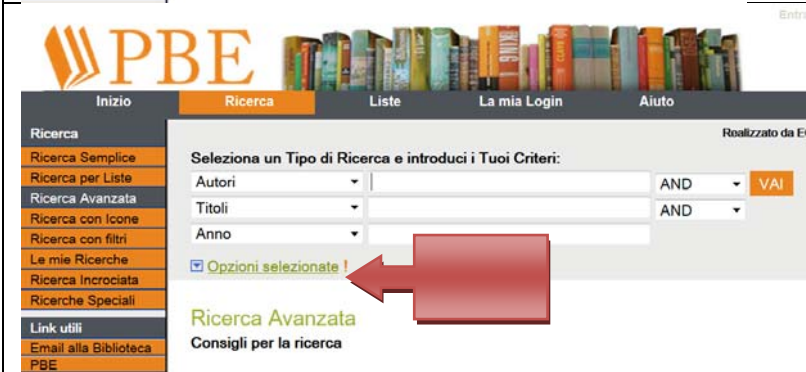 Entra
PBE
Inizio Ricerca Liste La mia Login Aiuto
Ricerca
Realizzato da E
Ricerca Semplice
Seleziona un Tipo di Ricerca e introduci i Tuoi Criteri:
Ricerca per Liste
Autori AND VAI
Ricerca Avanzata
Titoli AND
Ricerca con Icone
Anno
Ricerca con filtri
Le mie Ricerche
Opzioni selezionate !
Ricerca Incrociata
Ricerche Speciali
Ricerca Avanzata
Link utili
Consigli per la ricerca
Email alla Biblioteca
PBE